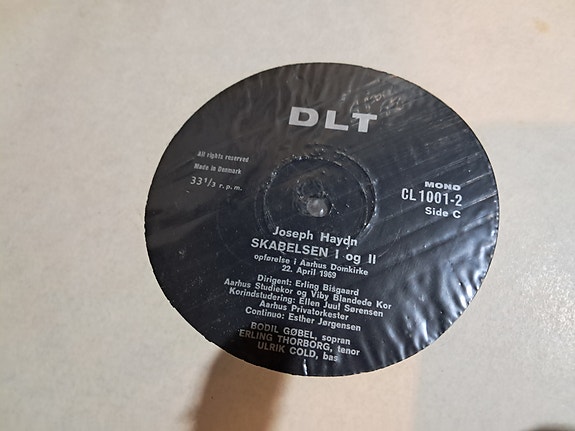 DLT
All rights reserved
Made in Denmark
33 1/3 r.p.m.
MONO
CL 1001-2
Side C
Joseph Haydn
SKABELSEN I og II
opførelse i Aarhus Domkirke
22. April 1969
Dirigent: Erling Bisgaard
Aarhus Studiekor og Viby Blandede Kor
Korindstudering: Ellen Juul Sørensen
Aarhus Privatorkester
Continuo: Esther Jørgensen
BODIL GØBEL, sopran
ERLING THORBORG, tenor
ULRIK COLD, bas